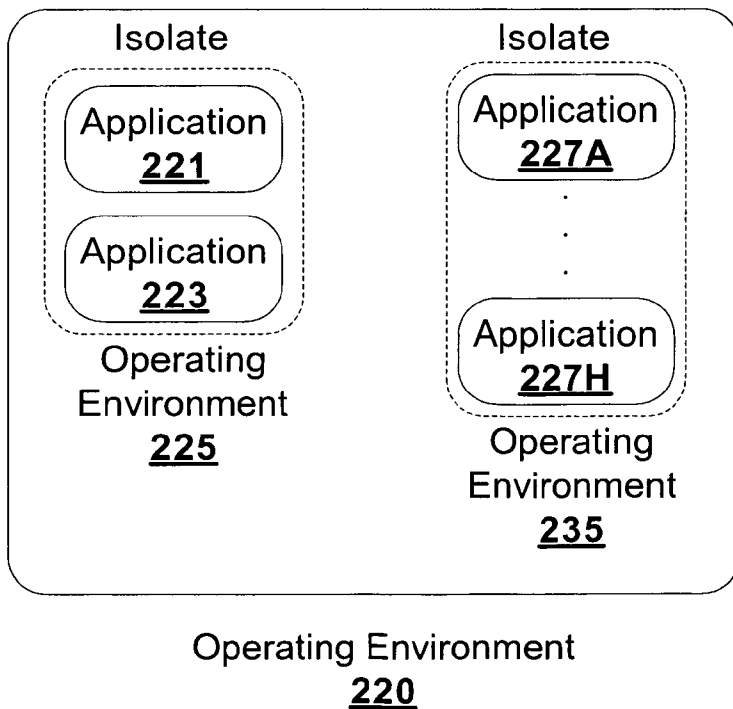 Isolate
Application
221
Application
223
Operating
Environment
225
Isolate
Application
227A
.
.
.
Application
227H
Operating
Environment
235
Operating Environment
220